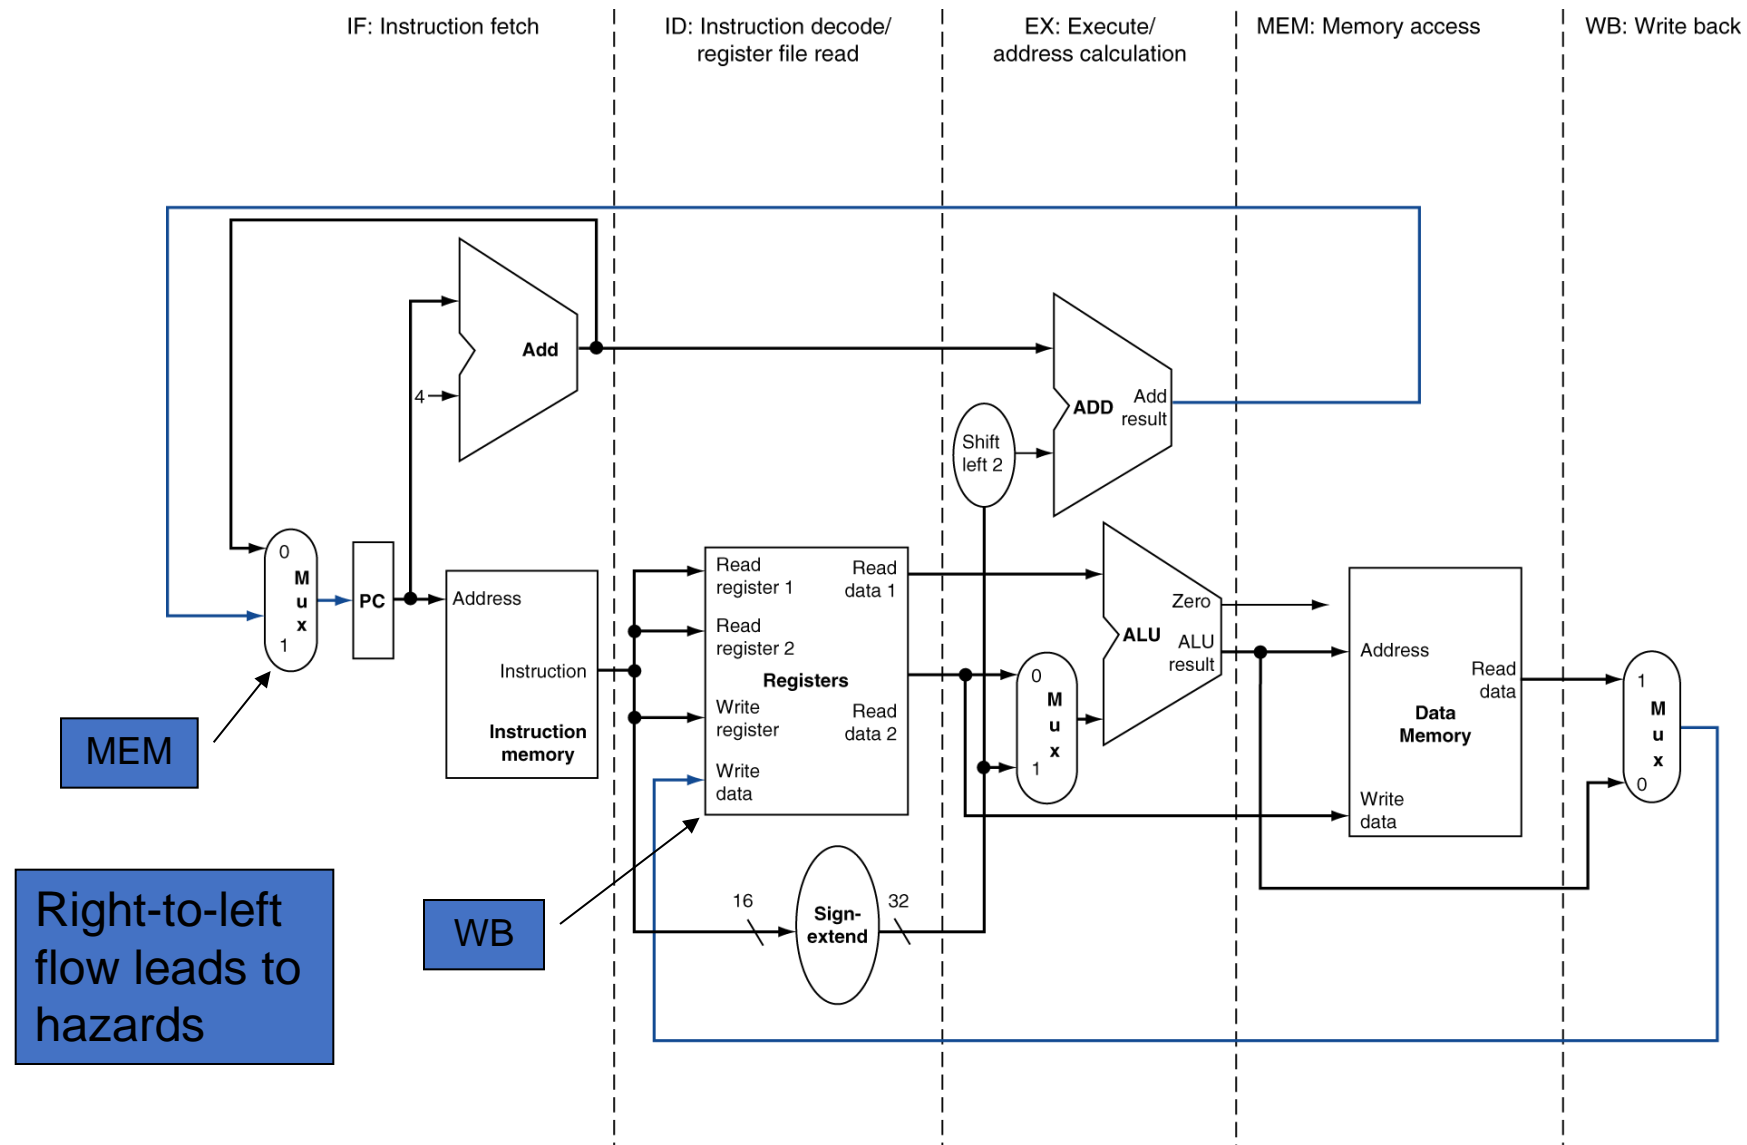 IF: Instruction fetch
ID: Instruction decode/
register file read
EX: Execute/
address calculation
MEM: Memory access
WB: Write back
Add
4
ADD
Add
result
Shift
left 2
0
M
u
x
1
PC
Address
Instruction
Instruction
memory
Read
register 1
Read
register 2
Write
register
Write
data
Registers
Read
data 1
Read
data 2
0
M
u
x
1
ALU
Zero
ALU
result
Address
Read
data
Data
Memory
Write
data
1
M
u
x
0
MEM
WB
16
Sign-
extend
32
Right-to-left
flow leads to
hazards